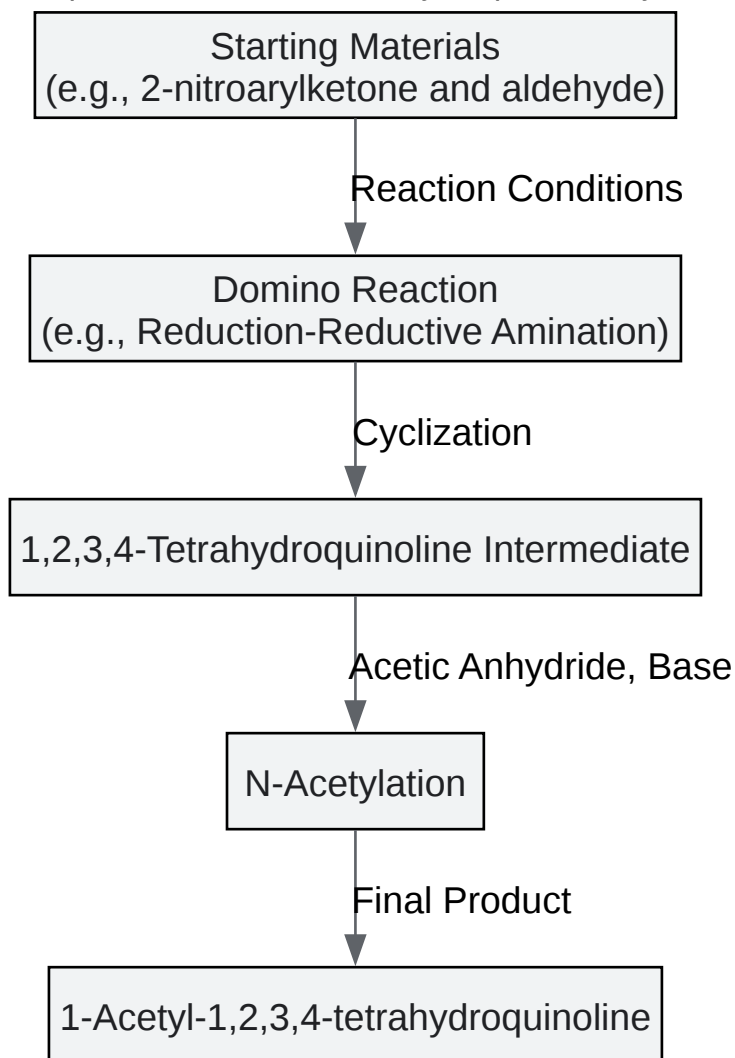 Starting Materials
(e.g., 2-nitroarylketone and aldehyde)
Reaction Conditions
Domino Reaction
(e.g., Reduction-Reductive Amination)
Cyclization
1,2,3,4-Tetrahydroquinoline Intermediate
Acetic Anhydride, Base
N-Acetylation
Final Product
1-Acetyl-1,2,3,4-tetrahydroquinoline